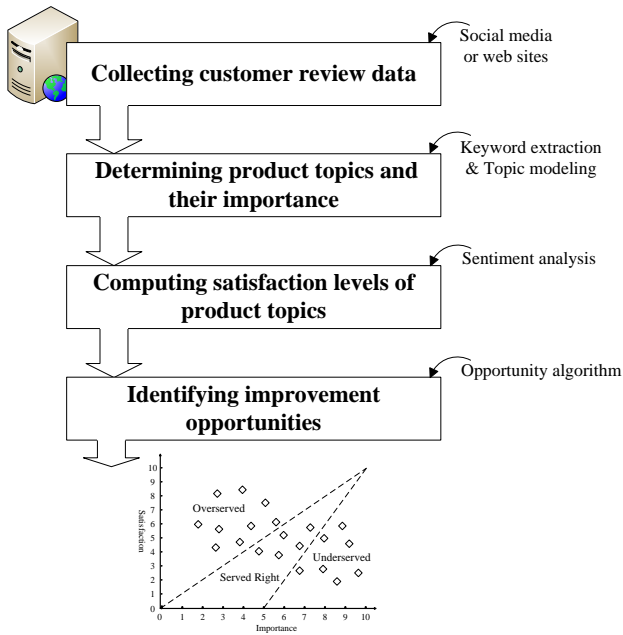 Social media
or web sites
Collecting customer review data
Keyword extraction
& Topic modeling
Determining product topics and
their importance
Sentiment analysis
Computing satisfaction levels of
product topics
Opportunity algorithm
Identifying improvement
opportunities
10
9
8
7
6
5
4
3
2
1
0
Satisfaction
Overserved
Served Right
Underserved
0 1 2 3 4 5 6 7 8 9 10
Importance